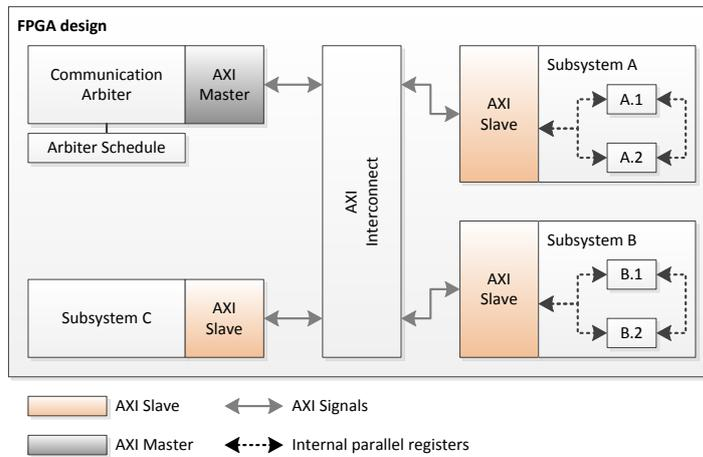 FPGA design
Communication
Arbiter
AXI
Master
Arbiter Schedule
AXI
Interconnect
AXI
Slave
Subsystem A
A.1
A.2
Subsystem C
AXI
Slave
AXI
Slave
Subsystem B
B.1
B.2
AXI Slave
AXI Signals
AXI Master
Internal parallel registers